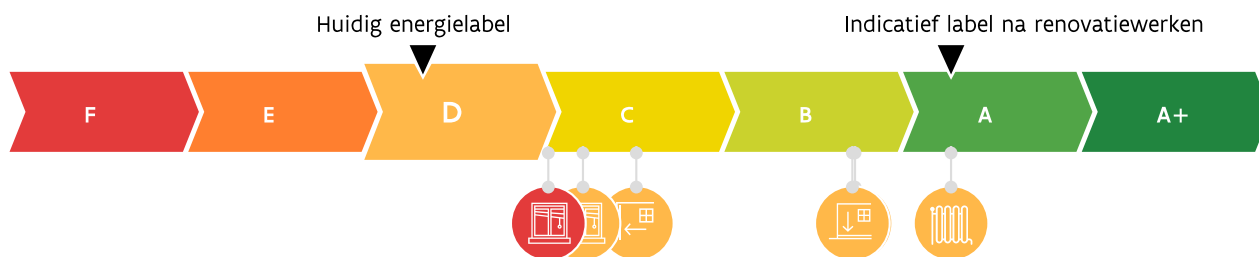 Huidig energielabel
Indicatief label na renovatiewerken
F
E
D
C
B
A
A+